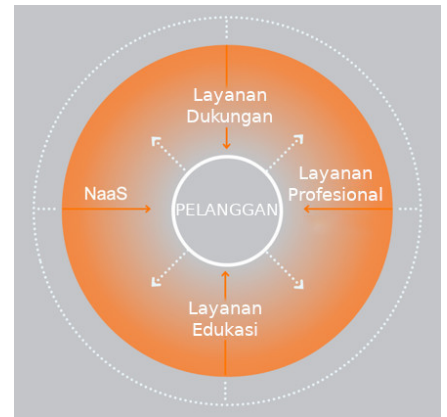 Layanan
Dukungan
NaaS
Layanan
Profesional
PELANGGAN
Layanan
Edukasi